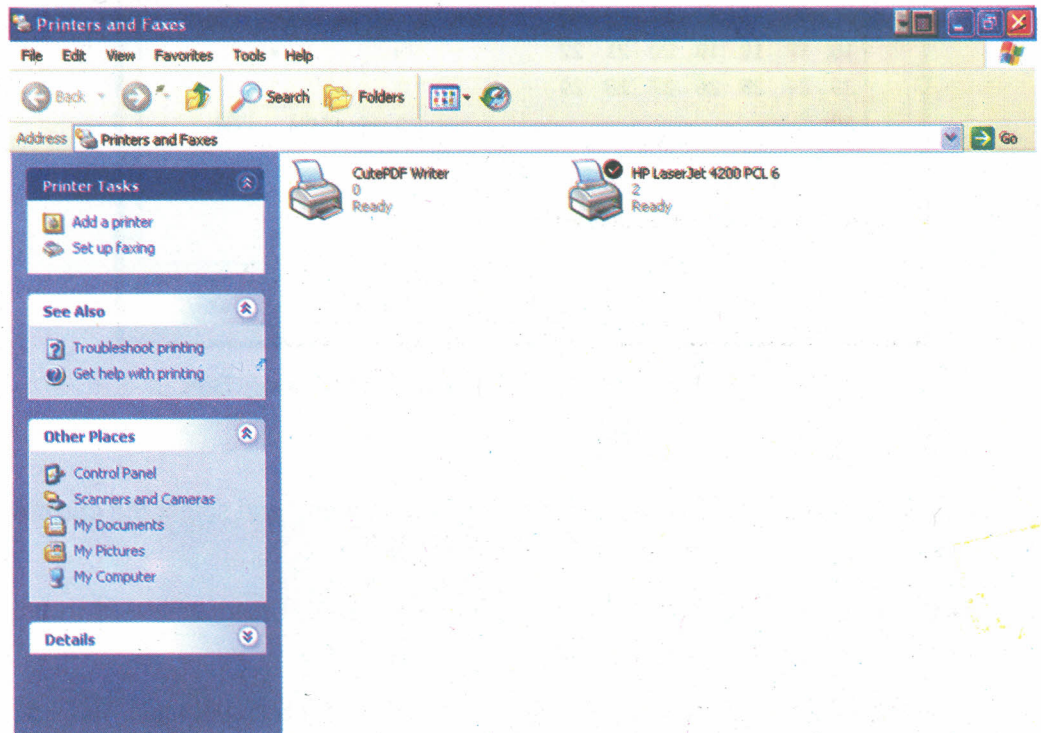 Printers and Faxes
File Edit View Favorites Tools Help
Back Search Folders
Address Printers and Faxes Go
Printer Tasks
Add a printer
Set up faxing
See Also
Troubleshoot printing
Get help with printing
Other Places
Control Panel
Scanners and Cameras
My Documents
My Pictures
My Computer
Details
CutePDF Writer
0
Ready
HP LaserJet 4200 PCL 6
2
Ready